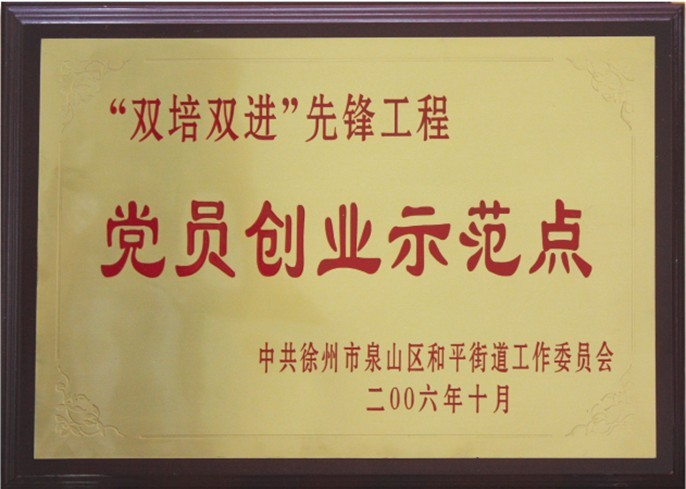 “双培双进”先锋工程
党员创业示范点
中共徐州市泉山区和平街道工作委员会
二00六年十月